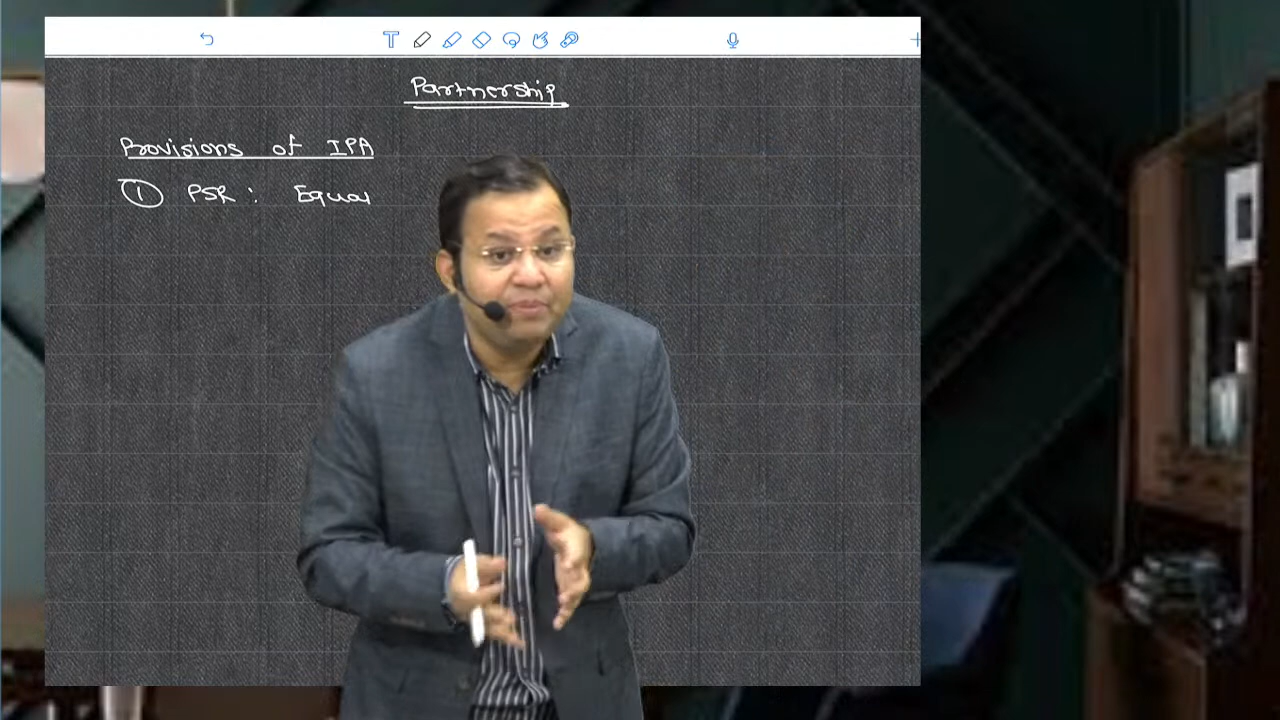 Partnership
Provisions of IPA
① PSR : Equal